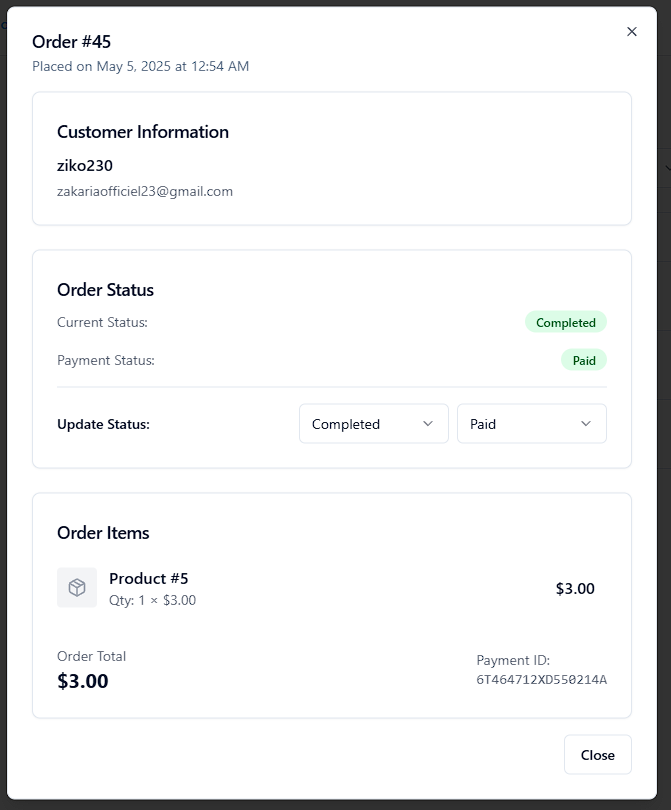 Order #45
Placed on May 5, 2025 at 12:54 AM
Customer Information
ziko230
zakariaofficiel23@gmail.com
Order Status
Current Status: Completed
Payment Status: Paid
Update Status: Completed Paid
Order Items
Product #5
Qty: 1 × $3.00
$3.00
Order Total
$3.00
Payment ID:
6T464712XD550214A
Close